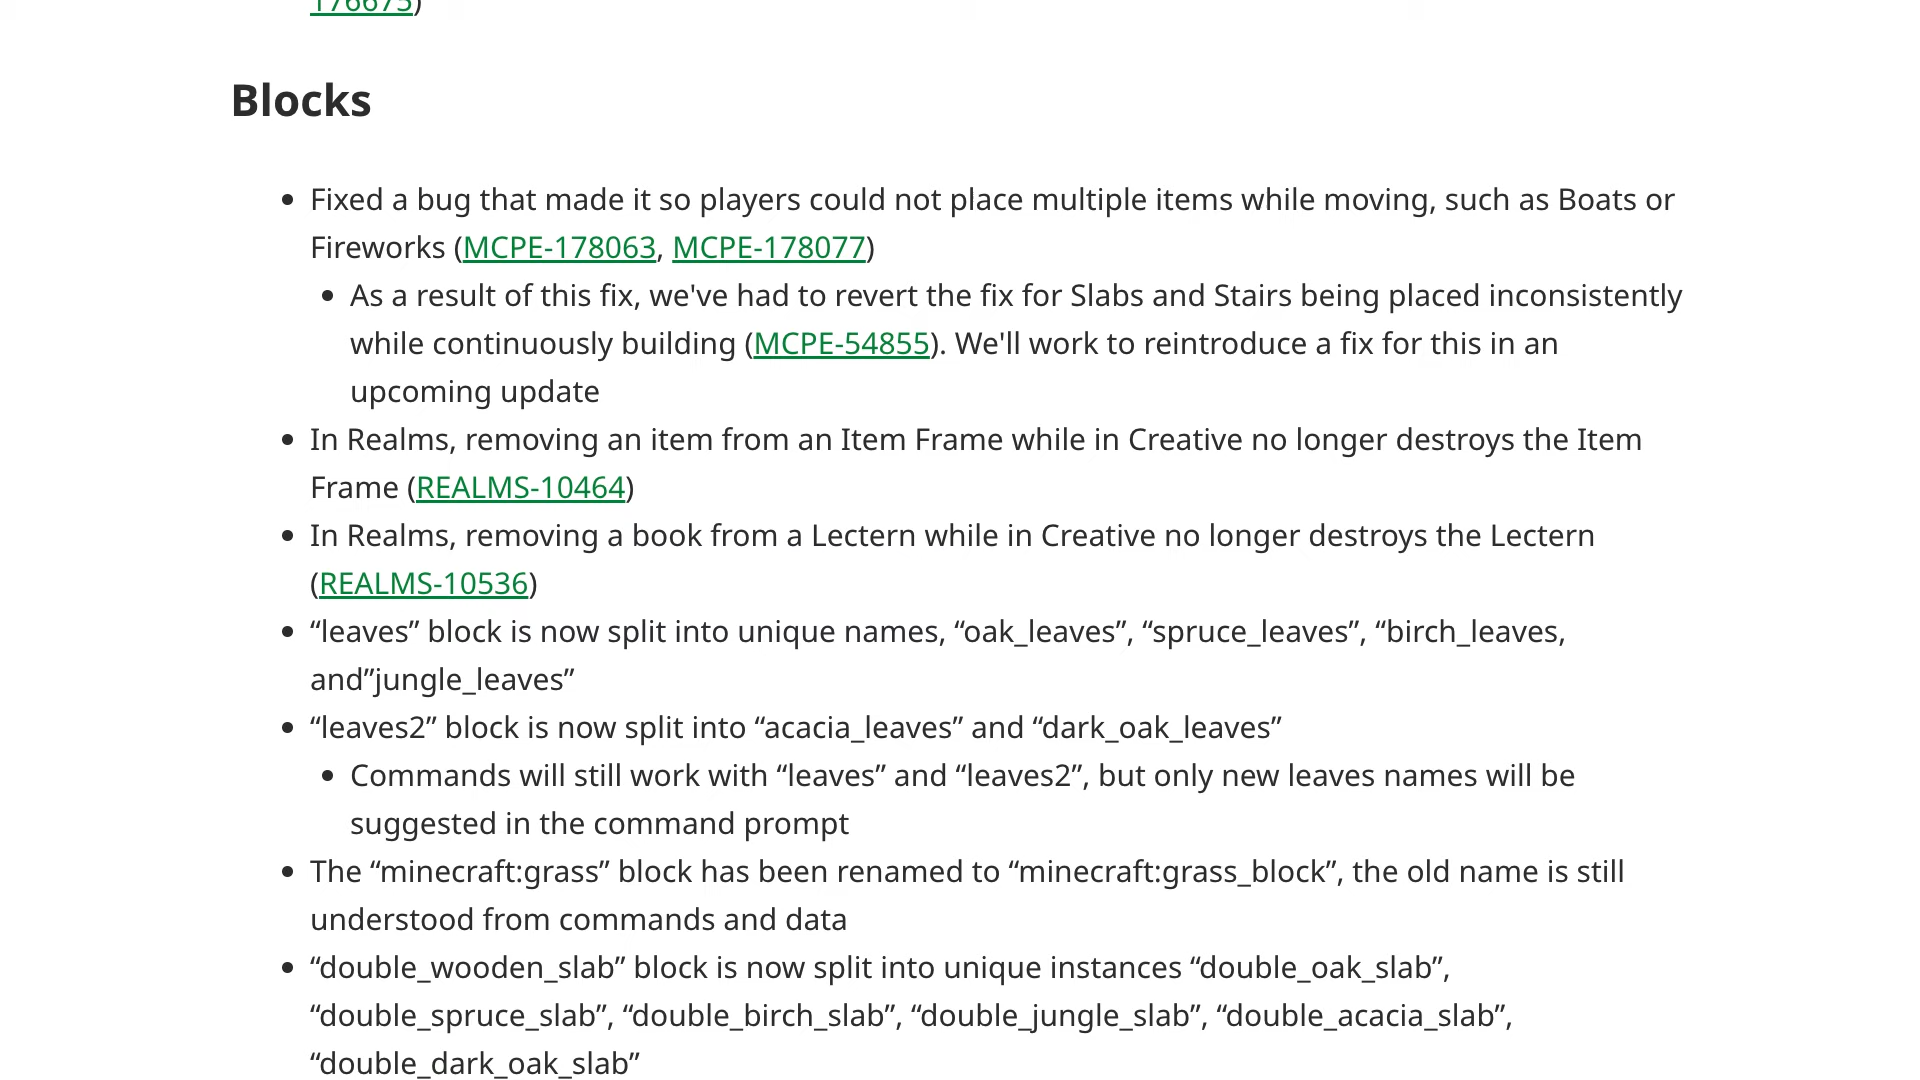 176675)
Blocks
• Fixed a bug that made it so players could not place multiple items while moving, such as Boats or
Fireworks (MCPE-178063, MCPE-178077)
• As a result of this fix, we've had to revert the fix for Slabs and Stairs being placed inconsistently
while continuously building (MCPE-54855). We'll work to reintroduce a fix for this in an
upcoming update
• In Realms, removing an item from an Item Frame while in Creative no longer destroys the Item
Frame (REALMS-10464)
• In Realms, removing a book from a Lectern while in Creative no longer destroys the Lectern
(REALMS-10536)
• “leaves” block is now split into unique names, “oak_leaves”, “spruce_leaves”, “birch_leaves,
and”jungle_leaves”
• “leaves2” block is now split into “acacia_leaves” and “dark_oak_leaves”
• Commands will still work with “leaves” and “leaves2”, but only new leaves names will be
suggested in the command prompt
• The “minecraft:grass” block has been renamed to “minecraft:grass_block”, the old name is still
understood from commands and data
• “double_wooden_slab” block is now split into unique instances “double_oak_slab”,
“double_spruce_slab”, “double_birch_slab”, “double_jungle_slab”, “double_acacia_slab”,
“double_dark_oak_slab”